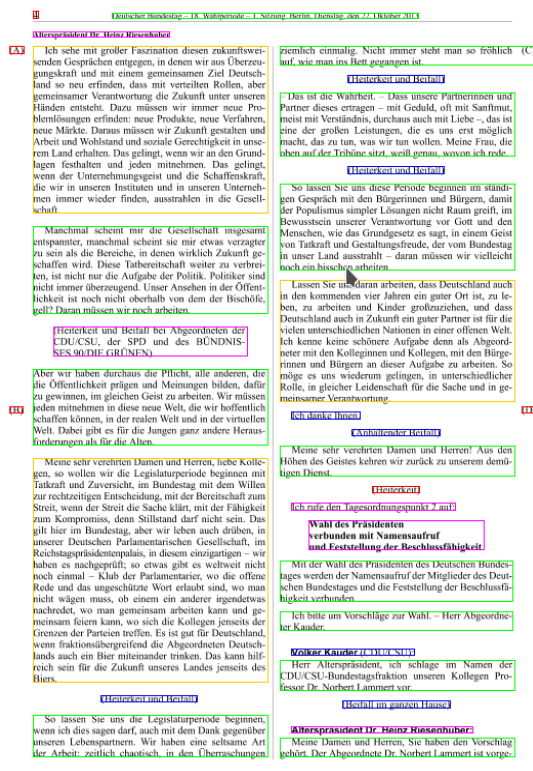 4
Deutscher Bundestag – 18. Wahlperiode – 1. Sitzung. Berlin, Dienstag, den 22. Oktober 2013
Alterspräsident Dr. Heinz Riesenhuber
(A)
Ich sehe mit großer Faszination diesen zukunftswei-
senden Gesprächen entgegen, in denen wir aus Überzeu-
gungskraft und mit einem gemeinsamen Ziel Deutsch-
land so neu erfinden, dass mit verteilten Rollen, aber
gemeinsamer Verantwortung die Zukunft unter unseren
Händen entsteht. Dazu müssen wir immer neue Pro-
blemlösungen erfinden: neue Produkte, neue Verfahren,
neue Märkte. Daraus müssen wir Zukunft gestalten und
Arbeit und Wohlstand und soziale Gerechtigkeit in unse-
rem Land erhalten. Das gelingt, wenn wir an den Grund-
lagen festhalten und jeden mitnehmen. Das gelingt,
wenn der Unternehmungsgeist und die Schaffenskraft,
die wir in unseren Instituten und in unseren Unterneh-
men immer wieder finden, ausstrahlen in die Gesell-
schaft.
Manchmal scheint mir die Gesellschaft insgesamt
entspannter, manchmal scheint sie mir etwas verzagter
zu sein als die Bereiche, in denen wirklich Zukunft ge-
schaffen wird. Diese Tatbereitschaft weiter zu verbrei-
ten, ist nicht nur die Aufgabe der Politik. Politiker sind
nicht immer überzeugend. Unser Ansehen in der Öffent-
lichkeit ist noch nicht oberhalb von dem der Bischöfe,
gell? Daran müssen wir noch arbeiten.
(Heiterkeit und Beifall bei Abgeordneten der
CDU/CSU, der SPD und des BÜNDNIS-
SES 90/DIE GRÜNEN)
(B)
Aber wir haben durchaus die Pflicht, alle anderen, die
die Öffentlichkeit prägen und Meinungen bilden, dafür
zu gewinnen, im gleichen Geist zu arbeiten. Wir müssen
jeden mitnehmen in diese neue Welt, die wir hoffentlich
schaffen können, in der realen Welt und in der virtuellen
Welt. Dabei gibt es für die Jungen ganz andere Heraus-
forderungen als für die Alten.
Meine sehr verehrten Damen und Herren, liebe Kolle-
gen, so wollen wir die Legislaturperiode beginnen mit
Tatkraft und Zuversicht, im Bundestag mit dem Willen
zur rechtzeitigen Entscheidung, mit der Bereitschaft zum
Streit, wenn der Streit die Sache klärt, mit der Fähigkeit
zum Kompromiss, denn Stillstand darf nicht sein. Das
gilt hier im Bundestag, aber wir leben auch drüben, in
unserer Deutschen Parlamentarischen Gesellschaft, im
Reichstagspräsidentenpalais, in diesem einzigartigen – wir
haben es nachgeprüft; so etwas gibt es weltweit nicht
noch einmal – Klub der Parlamentarier, wo die offene
Rede und das ungeschützte Wort erlaubt sind, wo man
nicht wägen muss, ob einem ein anderer irgendetwas
nachredet, wo man gemeinsam arbeiten kann und ge-
meinsam feiern kann, wo sich die Kollegen jenseits der
Grenzen der Parteien treffen. Es ist gut für Deutschland,
wenn fraktionsübergreifend die Abgeordneten Deutsch-
lands auch ein Bier miteinander trinken. Das kann hilf-
reich sein für die Zukunft unseres Landes jenseits des
Biers.
(Heiterkeit und Beifall)
So lassen Sie uns die Legislaturperiode beginnen,
wenn ich dies sagen darf, auch mit dem Dank gegenüber
unseren Lebenspartnern. Wir haben eine seltsame Art
der Arbeit: zeitlich chaotisch, in den Überraschungen
ziemlich einmalig. Nicht immer steht man so fröhlich
auf, wie man ins Bett gegangen ist.
(C
(Heiterkeit und Beifall)
– Das ist die Wahrheit. – Dass unsere Partnerinnen und
Partner dieses ertragen – mit Geduld, oft mit Sanftmut,
meist mit Verständnis, durchaus auch mit Liebe –, das ist
eine der großen Leistungen, die es uns erst möglich
macht, das zu tun, was wir tun wollen. Meine Frau, die
oben auf der Tribüne sitzt, weiß genau, wovon ich rede.
(Heiterkeit und Beifall)
So lassen Sie uns diese Periode beginnen im ständi-
gen Gespräch mit den Bürgerinnen und Bürgern, damit
der Populismus simpler Lösungen nicht Raum greift, im
Bewusstsein unserer Verantwortung vor Gott und den
Menschen, wie das Grundgesetz es sagt, in einem Geist
von Tatkraft und Gestaltungsfreude, der vom Bundestag
in unser Land ausstrahlt – daran müssen wir vielleicht
noch ein bisschen arbeiten.
Lassen Sie uns daran arbeiten, dass Deutschland auch
in den kommenden vier Jahren ein guter Ort ist, zu le-
ben, zu arbeiten und Kinder großzuziehen, und dass
Deutschland auch in Zukunft ein guter Partner ist für die
vielen unterschiedlichen Nationen in einer offenen Welt.
Ich kenne keine schönere Aufgabe denn als Abgeord-
neter mit den Kolleginnen und Kollegen, mit den Bürge-
rinnen und Bürgern an dieser Aufgabe zu arbeiten. So
möge es uns wiederum gelingen, in unterschiedlicher
Rolle, in gleicher Leidenschaft für die Sache und in ge-
meinsamer Verantwortung.
Ich danke Ihnen.
(Anhaltender Beifall)
Meine sehr verehrten Damen und Herren! Aus den
Höhen des Geistes kehren wir zurück zu unserem demü-
tigen Dienst.
(Heiterkeit)
Ich rufe den Tagesordnungspunkt 2 auf:
Wahl des Präsidenten
verbunden mit Namensaufruf
und Feststellung der Beschlussfähigkeit
Mit der Wahl des Präsidenten des Deutschen Bundes-
tages werden der Namensaufruf der Mitglieder des Deut-
schen Bundestages und die Feststellung der Beschlussfä-
higkeit verbunden.
Ich bitte um Vorschläge zur Wahl. – Herr Abgeordne-
ter Kauder.
Volker Kauder (CDU/CSU):
Herr Alterspräsident, ich schlage im Namen der
CDU/CSU-Bundestagsfraktion unseren Kollegen Pro-
fessor Dr. Norbert Lammert vor.
(Beifall im ganzen Hause)
Alterspräsident Dr. Heinz Riesenhuber:
Meine Damen und Herren, Sie haben den Vorschlag
gehört. Der Abgeordnete Dr. Norbert Lammert ist vorge-